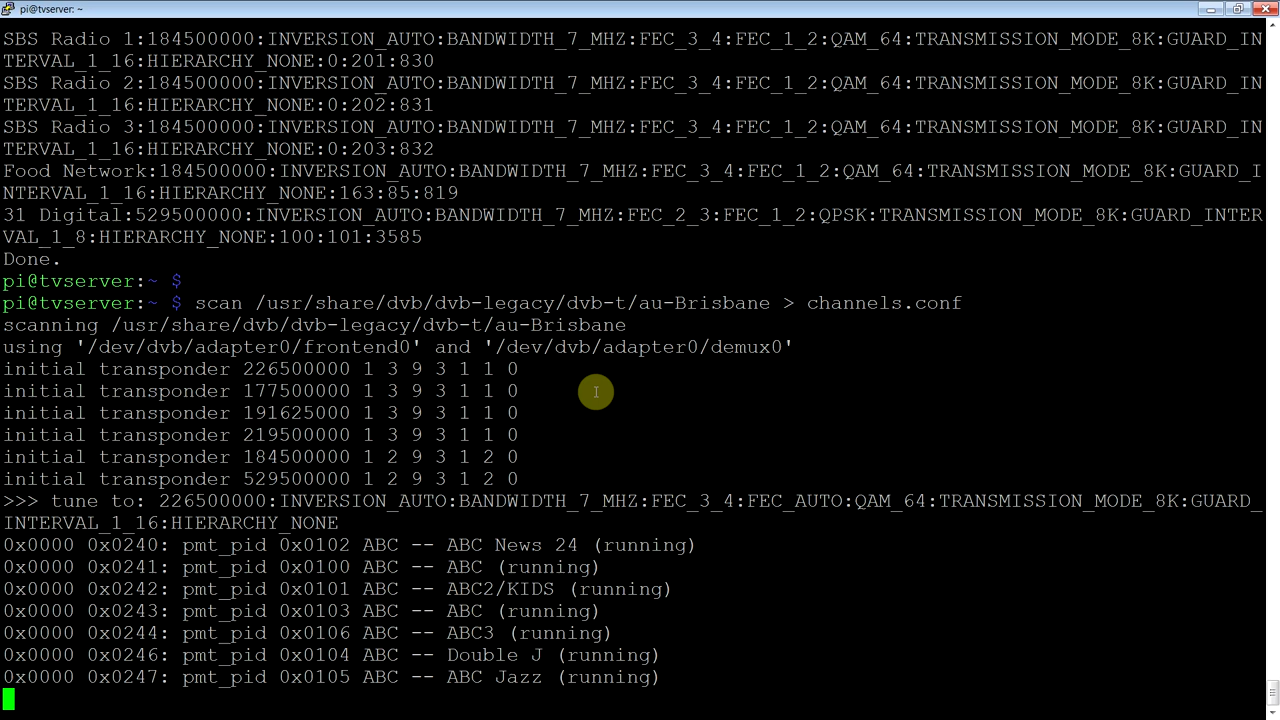 pi@tvserver: ~
SBS Radio 1:184500000:INVERSION_AUTO:BANDWIDTH_7_MHZ:FEC_3_4:FEC_1_2:QAM_64:TRANSMISSION_MODE_8K:GUARD_IN
TERVAL_1_16:HIERARCHY_NONE:0:201:830
SBS Radio 2:184500000:INVERSION_AUTO:BANDWIDTH_7_MHZ:FEC_3_4:FEC_1_2:QAM_64:TRANSMISSION_MODE_8K:GUARD_IN
TERVAL_1_16:HIERARCHY_NONE:0:202:831
SBS Radio 3:184500000:INVERSION_AUTO:BANDWIDTH_7_MHZ:FEC_3_4:FEC_1_2:QAM_64:TRANSMISSION_MODE_8K:GUARD_IN
TERVAL_1_16:HIERARCHY_NONE:0:203:832
Food Network:184500000:INVERSION_AUTO:BANDWIDTH_7_MHZ:FEC_3_4:FEC_1_2:QAM_64:TRANSMISSION_MODE_8K:GUARD_I
NTERVAL_1_16:HIERARCHY_NONE:163:85:819
31 Digital:529500000:INVERSION_AUTO:BANDWIDTH_7_MHZ:FEC_2_3:FEC_1_2:QPSK:TRANSMISSION_MODE_8K:GUARD_INTER
VAL_1_8:HIERARCHY_NONE:100:101:3585
Done.
pi@tvserver:~ $
pi@tvserver:~ $ scan /usr/share/dvb/dvb-legacy/dvb-t/au-Brisbane > channels.conf
scanning /usr/share/dvb/dvb-legacy/dvb-t/au-Brisbane
using '/dev/dvb/adapter0/frontend0' and '/dev/dvb/adapter0/demux0'
initial transponder 226500000 1 3 9 3 1 1 0
initial transponder 177500000 1 3 9 3 1 1 0
initial transponder 191625000 1 3 9 3 1 1 0
initial transponder 219500000 1 3 9 3 1 1 0
initial transponder 184500000 1 2 9 3 1 2 0
initial transponder 529500000 1 2 9 3 1 2 0
>>> tune to: 226500000:INVERSION_AUTO:BANDWIDTH_7_MHZ:FEC_3_4:FEC_AUTO:QAM_64:TRANSMISSION_MODE_8K:GUARD_
INTERVAL_1_16:HIERARCHY_NONE
0x0000 0x0240: pmt_pid 0x0102 ABC -- ABC News 24 (running)
0x0000 0x0241: pmt_pid 0x0100 ABC -- ABC (running)
0x0000 0x0242: pmt_pid 0x0101 ABC -- ABC2/KIDS (running)
0x0000 0x0243: pmt_pid 0x0103 ABC -- ABC (running)
0x0000 0x0244: pmt_pid 0x0106 ABC -- ABC3 (running)
0x0000 0x0246: pmt_pid 0x0104 ABC -- Double J (running)
0x0000 0x0247: pmt_pid 0x0105 ABC -- ABC Jazz (running)